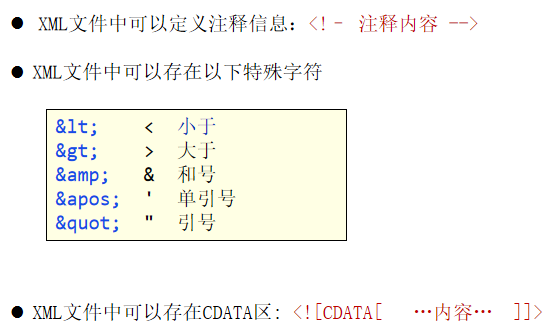 ● XML文件中可以定义注释信息：<!– 注释内容 -->
● XML文件中可以存在以下特殊字符
&lt; < 小于
&gt; > 大于
&amp; & 和号
&apos; ' 单引号
&quot; " 引号
● XML文件中可以存在CDATA区: <![CDATA[ …内容… ]]>